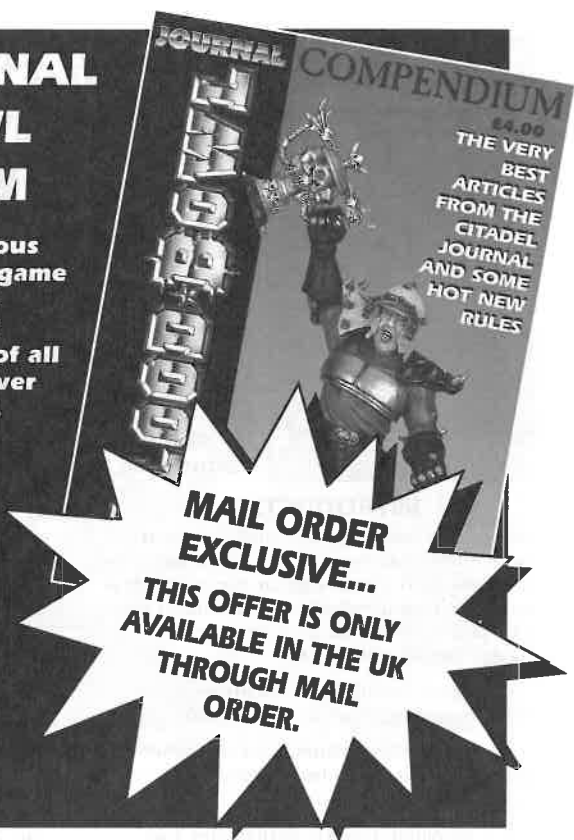 NAL
M
ous
game
of all
ver
JOURNAL
BOWL
COMPENDIUM
£4.00
THE VERY
BEST
ARTICLES
FROM THE
CITADEL
JOURNAL
AND SOME
HOT NEW
RULES
MAIL ORDER
EXCLUSIVE...
THIS OFFER IS ONLY
AVAILABLE IN THE UK
THROUGH MAIL
ORDER.